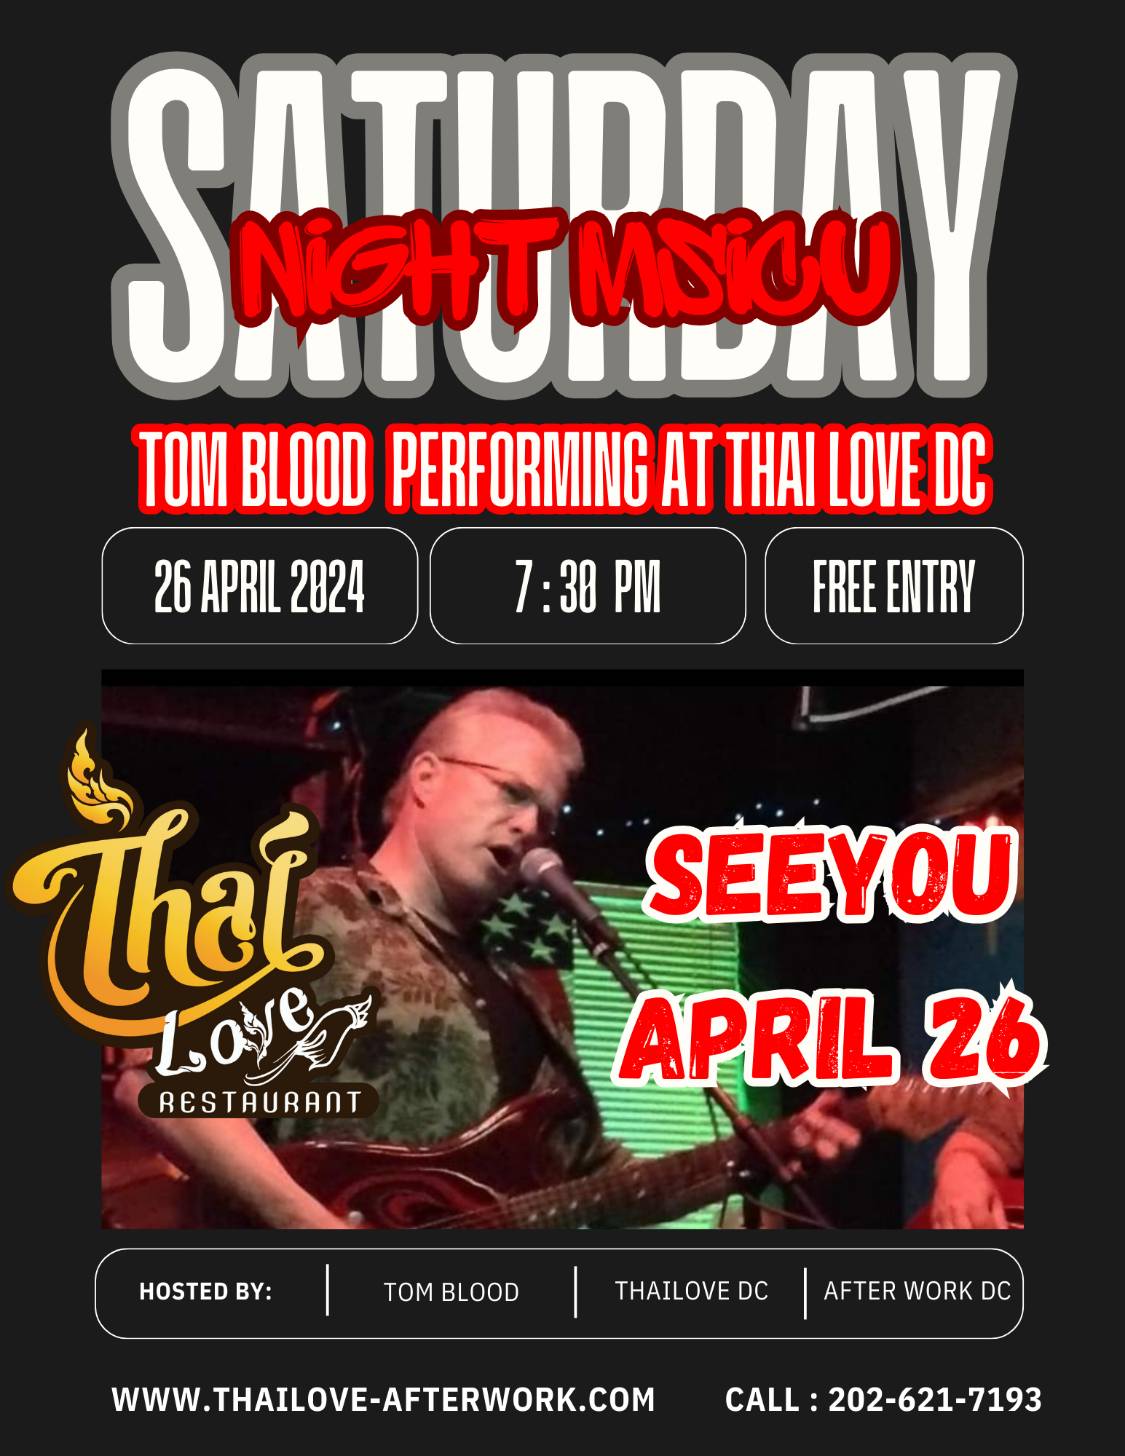 SATURDAY
NIGHT MSICU
TOM BLOOD PERFORMING AT THAI LOVE DC
26 APRIL 2024
7 : 30 PM
FREE ENTRY
Thai
Love
RESTAURANT
SEEYOU
APRIL 26
HOSTED BY:
TOM BLOOD
THAILOVE DC
AFTER WORK DC
WWW.THAILOVE-AFTERWORK.COM
CALL : 202-621-7193